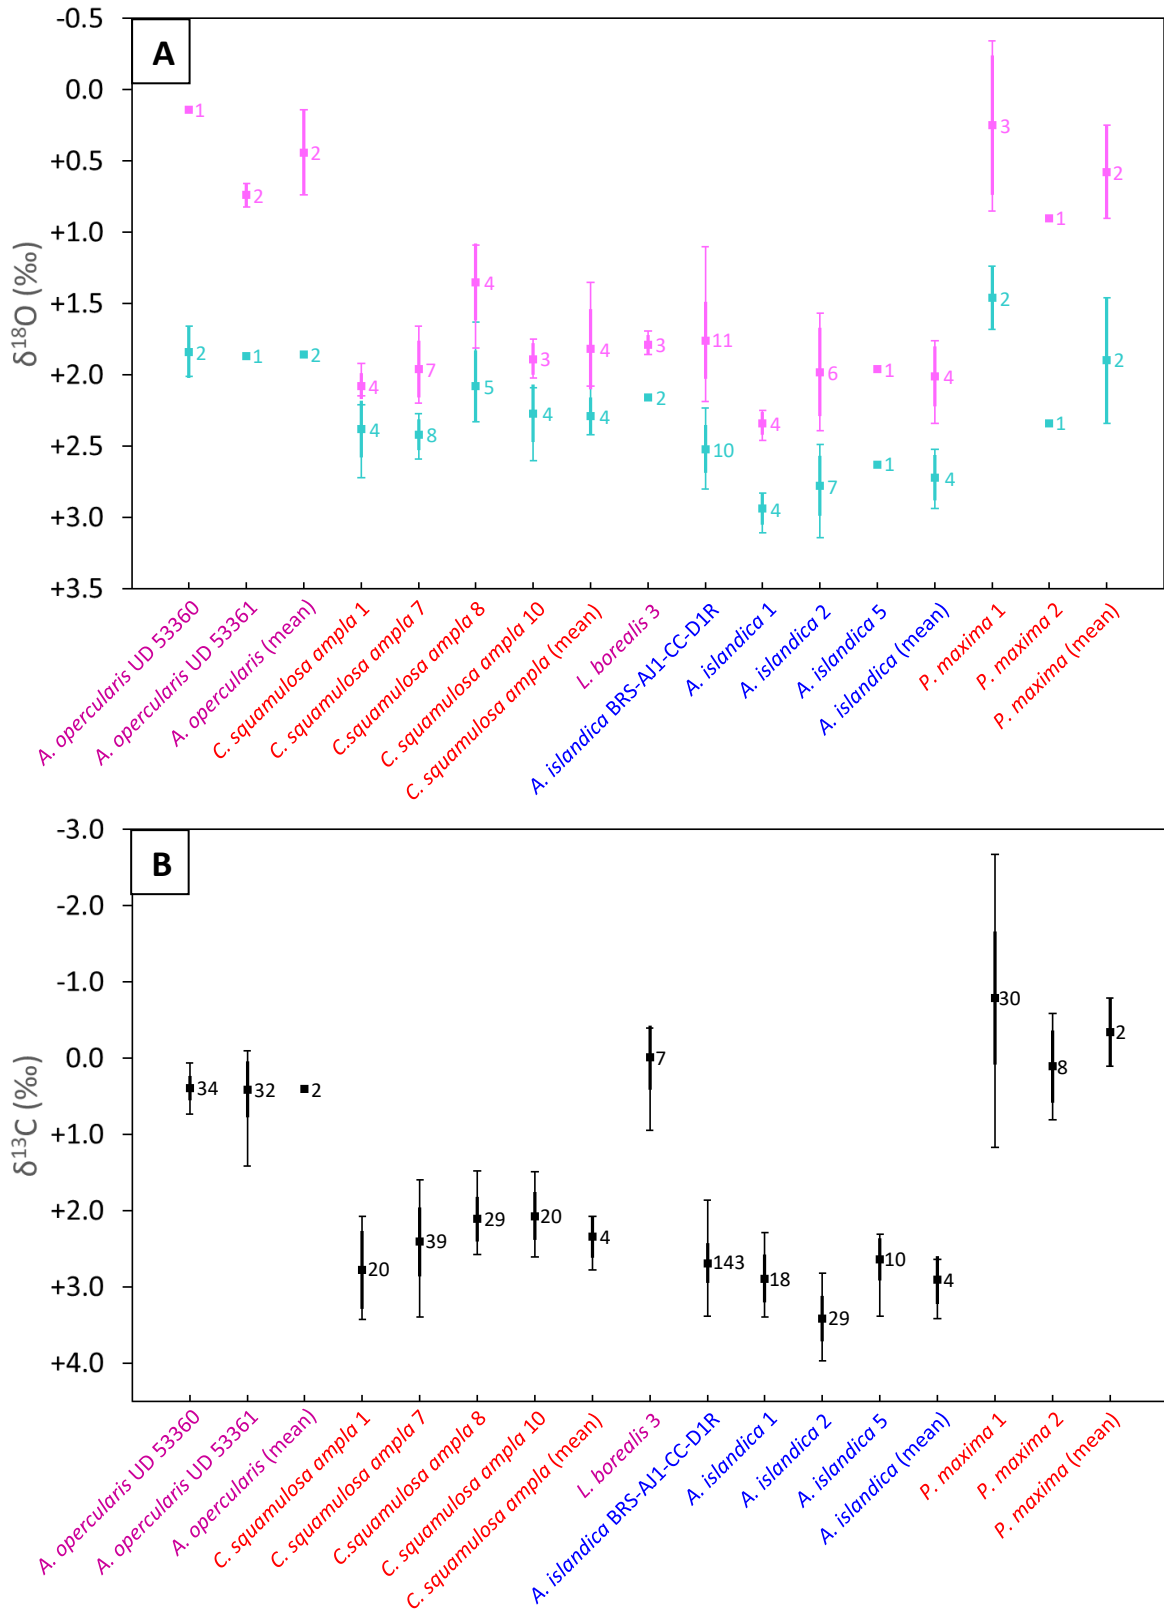 A
-0.5
0.0
+0.5
+1.0
+1.5
+2.0
+2.5
+3.0
+3.5
δ18O (‰)
1
2
2
4
7
4
3
4
3
11
4
6
1
4
3
1
2
2
1
2
4
8
5
4
4
2
10
4
7
1
4
2
1
2
A. opercularis UD 53360
A. opercularis UD 53361
A. opercularis (mean)
C. squamulosa ampla 1
C. squamulosa ampla 7
C.squamulosa ampla 8
C. squamulosa ampla 10
C. squamulosa ampla (mean)
L. borealis 3
A. islandica BRS-AJ1-CC-D1R
A. islandica 1
A. islandica 2
A. islandica 5
A. islandica (mean)
P. maxima 1
P. maxima 2
P. maxima (mean)
B
-3.0
-2.0
-1.0
0.0
+1.0
+2.0
+3.0
+4.0
δ13C (‰)
34
32
2
20
39
29
20
4
7
143
18
29
10
4
30
8
2
A. opercularis UD 53360
A. opercularis UD 53361
A. opercularis (mean)
C. squamulosa ampla 1
C. squamulosa ampla 7
C.squamulosa ampla 8
C. squamulosa ampla 10
C. squamulosa ampla (mean)
L. borealis 3
A. islandica BRS-AJ1-CC-D1R
A. islandica 1
A. islandica 2
A. islandica 5
A. islandica (mean)
P. maxima 1
P. maxima 2
P. maxima (mean)